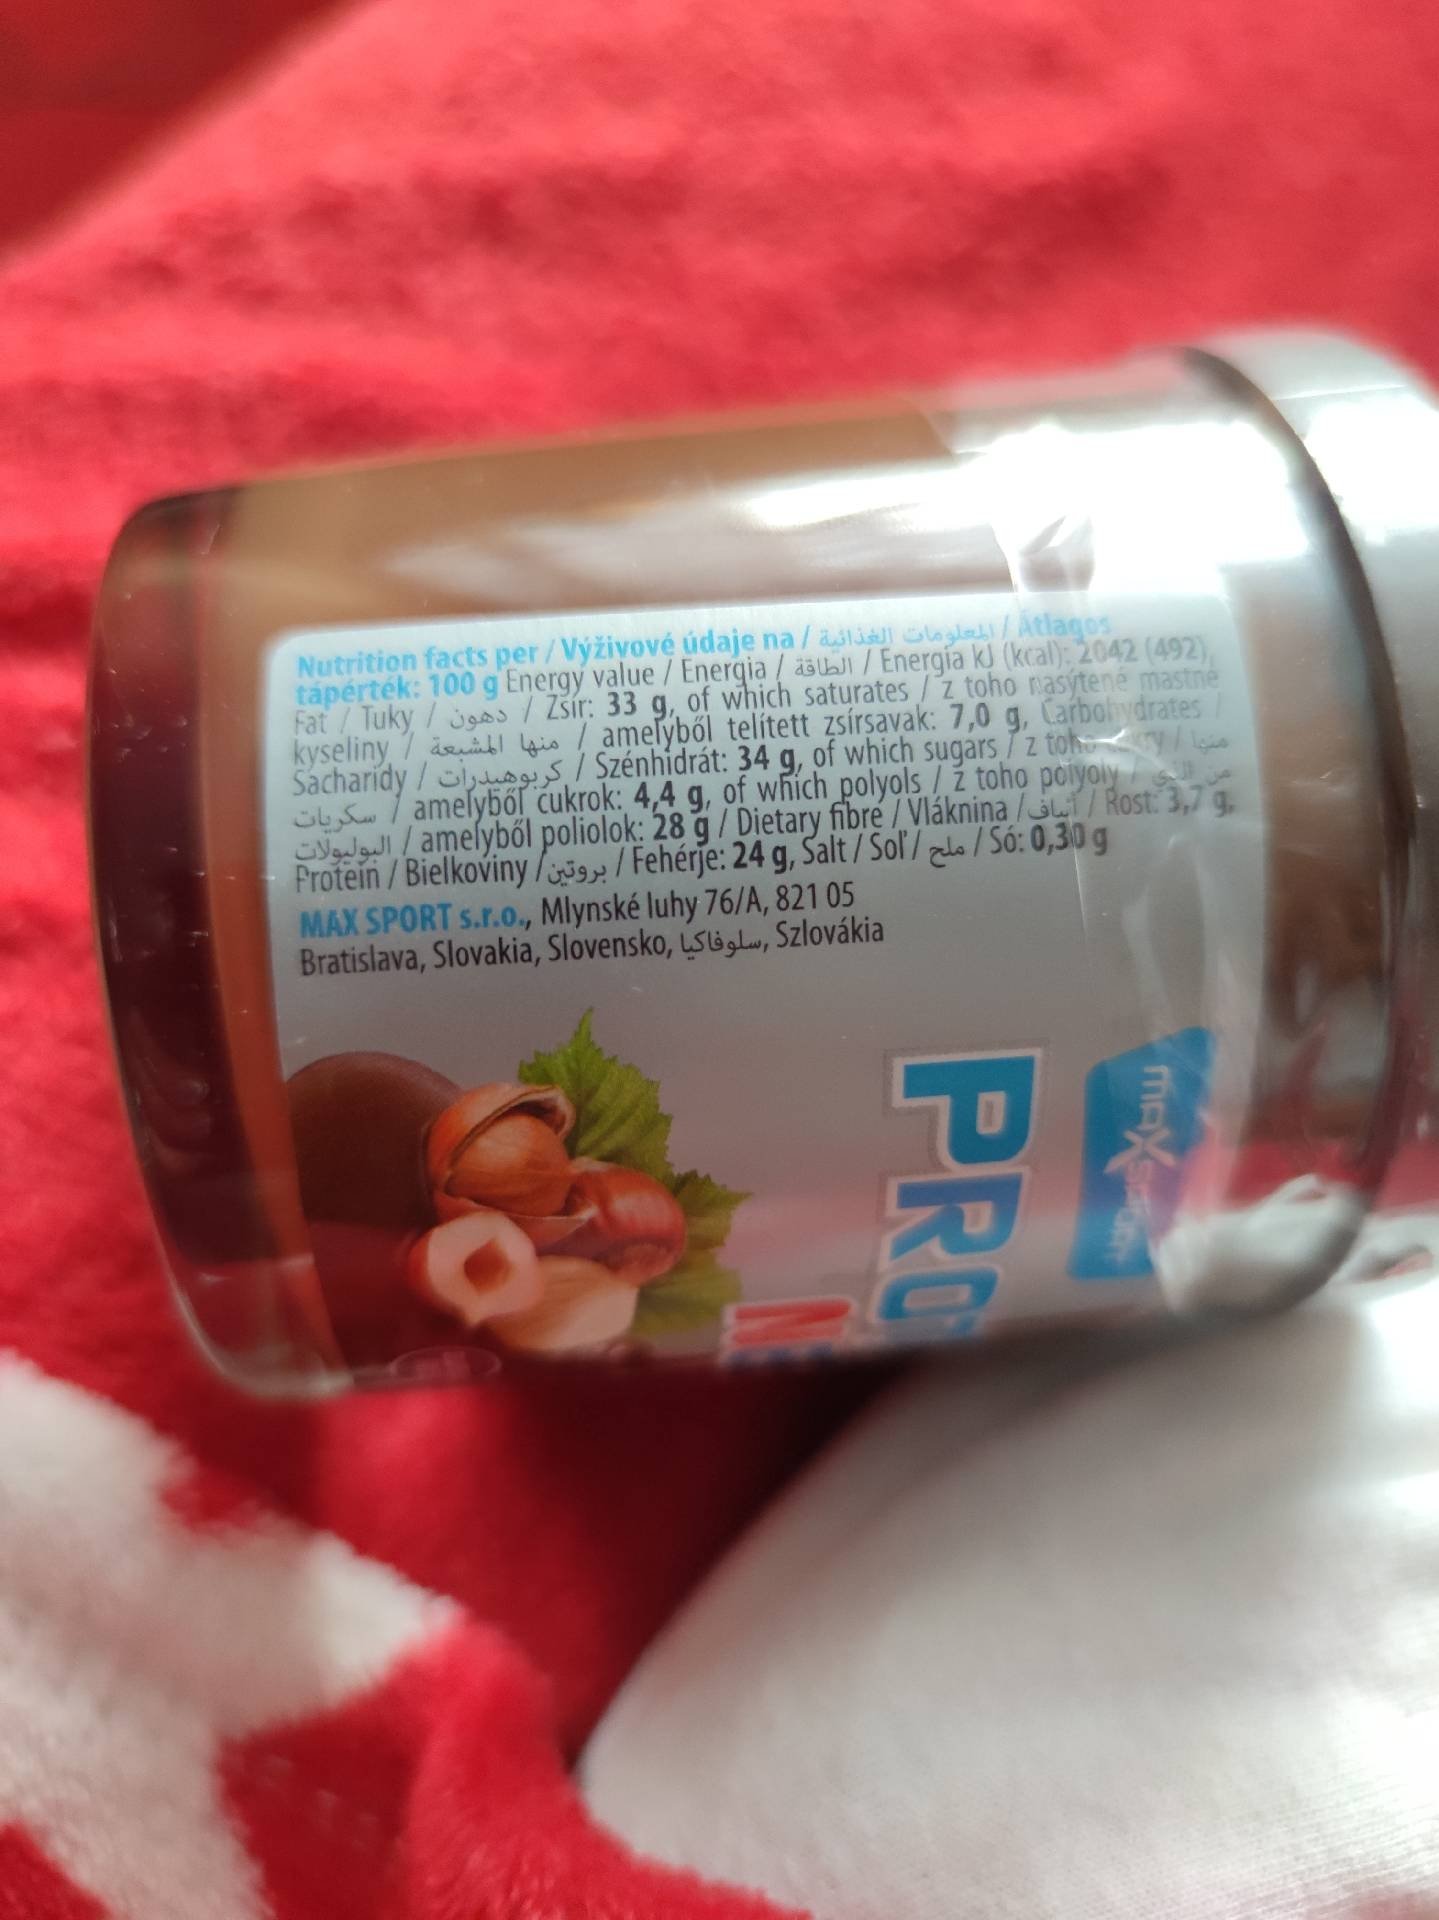 Nutrition facts per / Výživové údaje na / المعلومات الغذائية / Átlagos
tápérték: 100 g Energy value / Energia / الطاقة / Energia kJ (kcal): 2042 (492),
Fat / Tuky / دهون / Zsír: 33 g, of which saturates / z toho nasýtené mastné
kyseliny / منها المشبعة / amelyből telített zsírsavak: 7,0 g, Carbohydrates /
Sacharidy / كربوهيدرات / Szénhidrát: 34 g, of which sugars / z toho / منها
سكريات / amelyből cukrok: 4,4 g, of which polyols / z toho polyoly / من
البوليولات / amelyből poliolok: 28 g / Dietary fibre / Vláknina / ألياف / Rost: 3,7 g,
Protein / Bielkoviny / بروتين / Fehérje: 24 g, Salt / Soľ / ملح / Só: 0,30 g
MAX SPORT s.r.o., Mlynské luhy 76/A, 821 05
Bratislava, Slovakia, Slovensko, سلوفاكيا, Szlovákia
maXSPORT
PRO